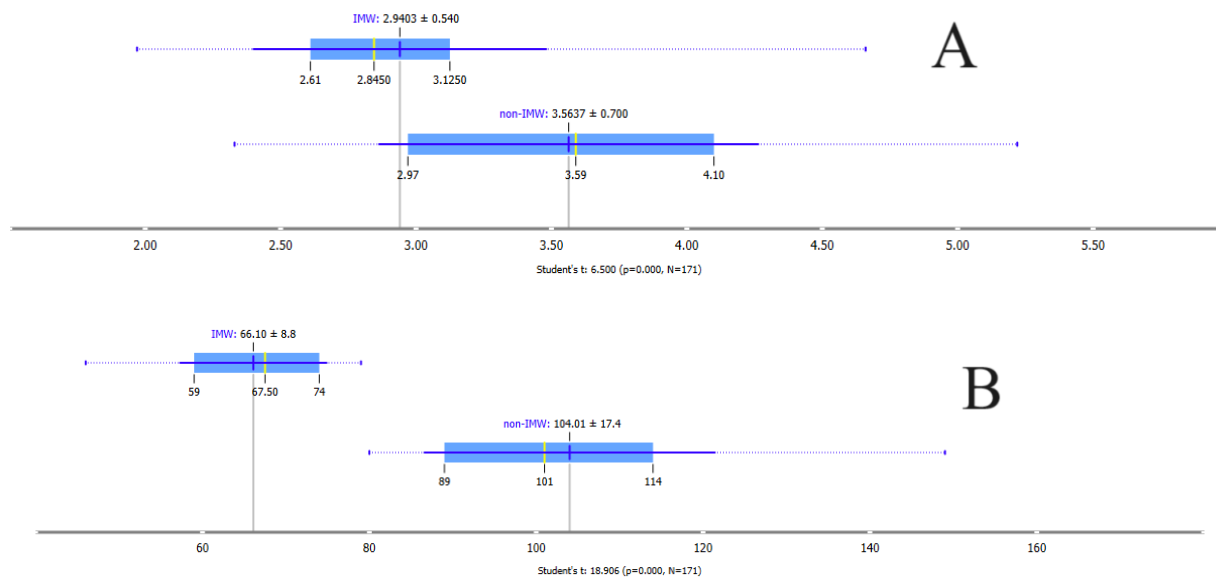 IMW: 2.9403 ± 0.540
A
2.61 2.8450 3.1250
non-IMW: 3.5637 ± 0.700
2.97 3.59 4.10
2.00 2.50 3.00 3.50 4.00 4.50 5.00 5.50
Student's t: 6.500 (p=0.000, N=171)
IMW: 66.10 ± 8.8
59 67.50 74
B
non-IMW: 104.01 ± 17.4
89 101 114
60 80 100 120 140 160
Student's t: 18.906 (p=0.000, N=171)